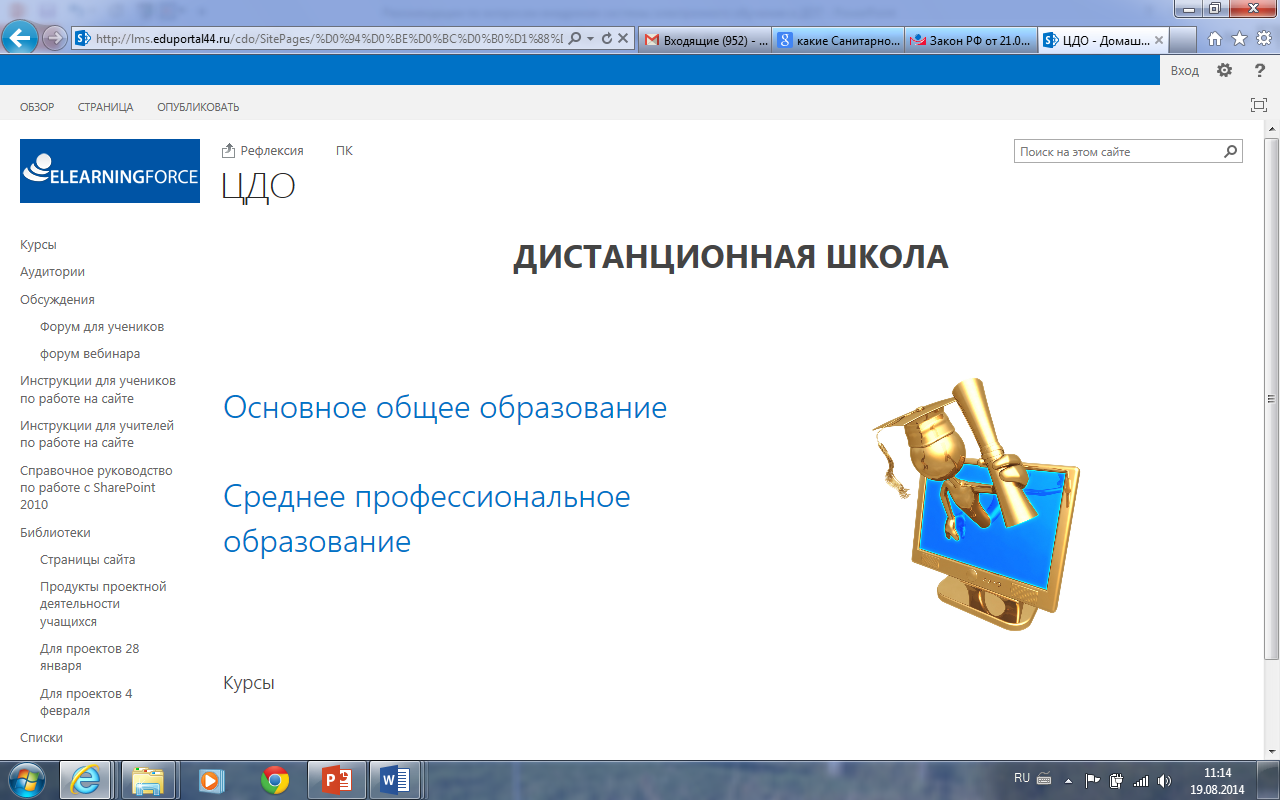 http://lms.eduportal44.ru/cdo/SitePages/%D0%94%D0%BE%D0%BC%D0%B0%D1%88%I
Входящие (952) - ...
какие Санитарно...
Закон РФ от 21.0...
ЦДО - Домаш...
Вход
ОБЗОР СТРАНИЦА ОПУБЛИКОВАТЬ
ELEARNINGFORCE
Рефлексия ПК
Поиск на этом сайте
ЦДО
Курсы
Аудитории
Обсуждения
Форум для учеников
форум вебинара
Инструкции для учеников
по работе на сайте
Инструкции для учителей
по работе на сайте
Справочное руководство
по работе с SharePoint
2010
Библиотеки
Страницы сайта
Продукты проектной
деятельности
учащихся
Для проектов 28
января
Для проектов 4
февраля
Списки
ДИСТАНЦИОННАЯ ШКОЛА
Основное общее образование
Среднее профессиональное
образование
Курсы
RU
11:14
19.08.2014